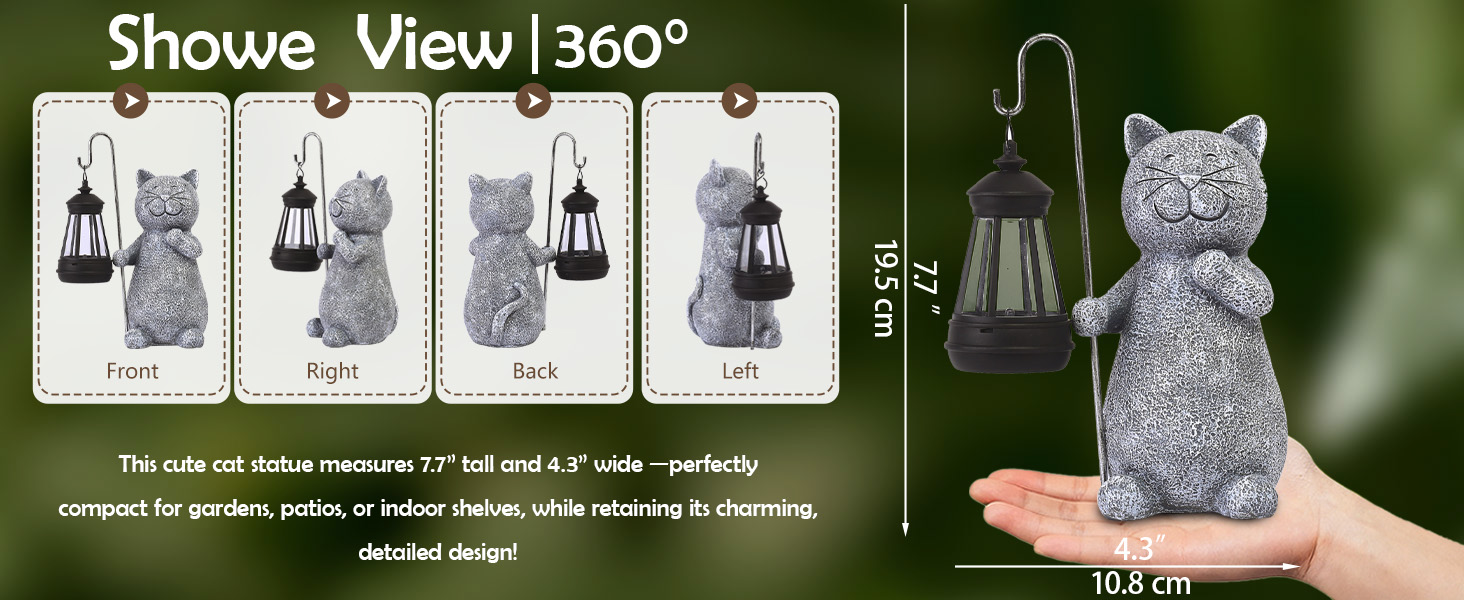 Showe View | 360°
Front
Right
Back
Left
This cute cat statue measures 7.7” tall and 4.3” wide —perfectly
compact for gardens, patios, or indoor shelves, while retaining its charming,
detailed design!
7.7 ”
19.5 cm
4.3”
10.8 cm